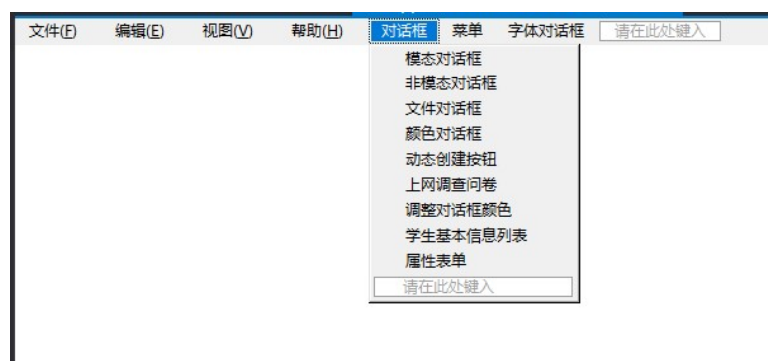 文件(F) 编辑(E) 视图(V) 帮助(H) 对话框 菜单 字体对话框 请在此处键入
模态对话框
非模态对话框
文件对话框
颜色对话框
动态创建按钮
上网调查问卷
调整对话框颜色
学生基本信息列表
属性表单
请在此处键入